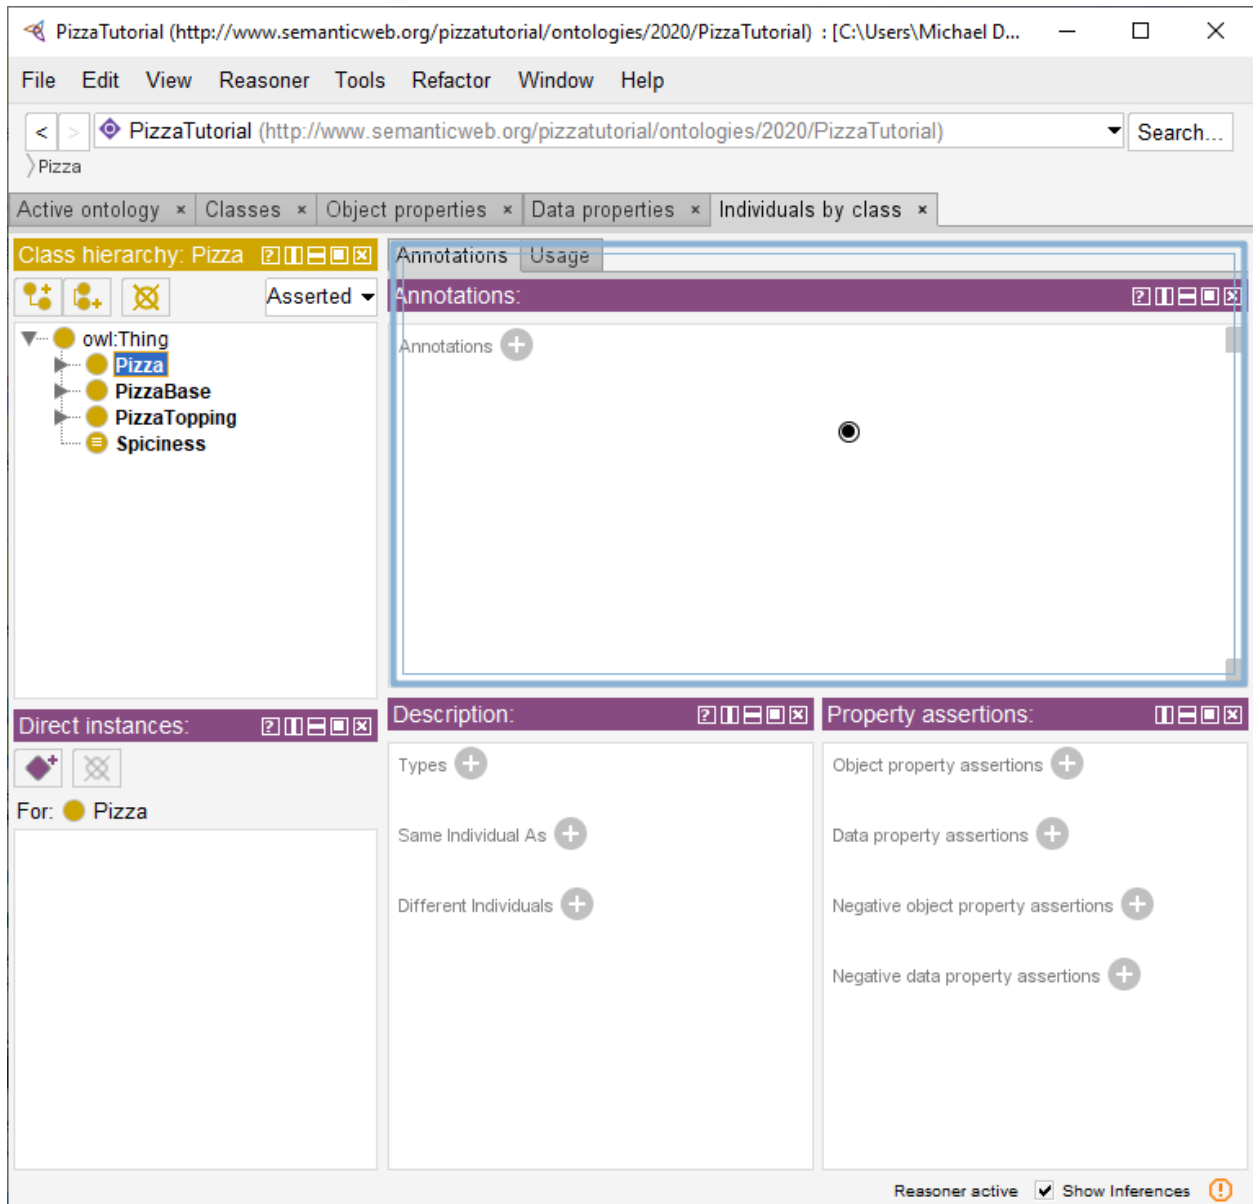 PizzaTutorial (http://www.semanticweb.org/pizzatutorial/ontologies/2020/PizzaTutorial) : [C:\Users\Michael D...
File Edit View Reasoner Tools Refactor Window Help
< > PizzaTutorial (http://www.semanticweb.org/pizzatutorial/ontologies/2020/PizzaTutorial) Search...
Pizza
Active ontology × Classes × Object properties × Data properties × Individuals by class ×
Class hierarchy: Pizza
Asserted
owl:Thing
Pizza
PizzaBase
PizzaTopping
Spiciness
Annotations Usage
Annotations:
Annotations
Direct instances:
For: Pizza
Description:
Types
Same Individual As
Different Individuals
Property assertions:
Object property assertions
Data property assertions
Negative object property assertions
Negative data property assertions
Reasoner active Show Inferences